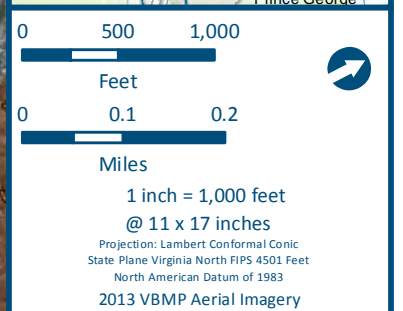 Prince George
0 500 1,000
Feet
0 0.1 0.2
Miles
1 inch = 1,000 feet
@ 11 x 17 inches
Projection: Lambert Conformal Conic
State Plane Virginia North FIPS 4501 Feet
North American Datum of 1983
2013 VBMP Aerial Imagery